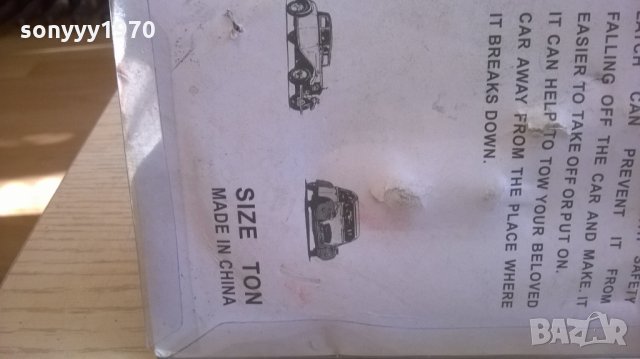 sonyyy1970
CAN PREVENT IT FROM
FALLING OFF THE CAR AND MAKE IT
EASIER TO TAKE OFF OR PUT ON.
IT CAN HELP TO TOW YOUR BELOVED
CAR AWAY FROM THE PLACE WHERE
IT BREAKS DOWN.
SIZE TON
MADE IN CHINA
BAZAR